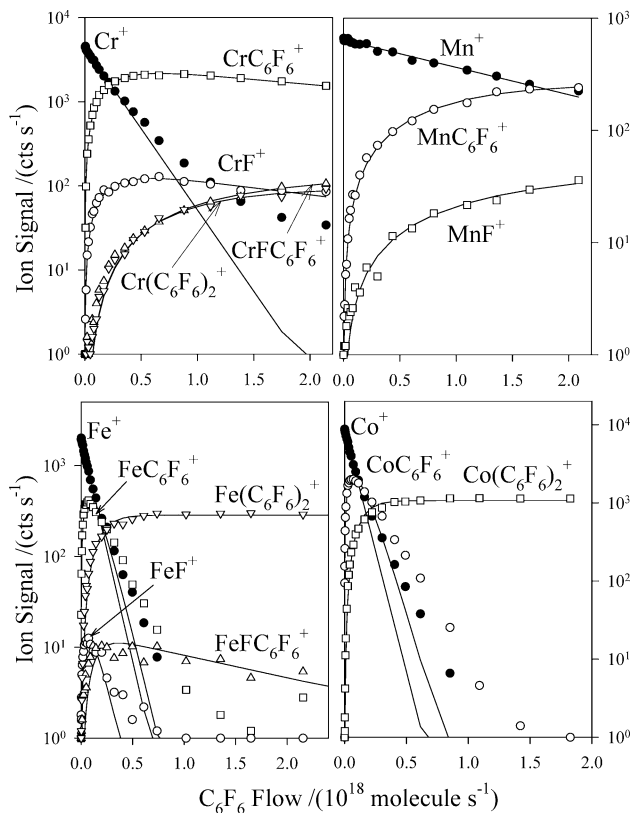 10⁴
10³
10²
10¹
10⁰
Ion Signal /(cts s⁻¹)
Cr⁺
CrC₆F₆⁺
CrF⁺
CrFC₆F₆⁺
Cr(C₆F₆)₂⁺
0.0 0.5 1.0 1.5 2.0
10³
10²
10¹
10⁰
Mn⁺
MnC₆F₆⁺
MnF⁺
0.0 0.5 1.0 1.5 2.0
10³
10²
10¹
10⁰
Ion Signal /(cts s⁻¹)
Fe⁺
FeC₆F₆⁺
Fe(C₆F₆)₂⁺
FeF⁺
FeFC₆F₆⁺
0.0 0.5 1.0 1.5 2.0
10⁴
10³
10²
10¹
10⁰
Co⁺
CoC₆F₆⁺
Co(C₆F₆)₂⁺
0.0 0.5 1.0 1.5 2.0
C₆F₆ Flow /(10¹⁸ molecule s⁻¹)